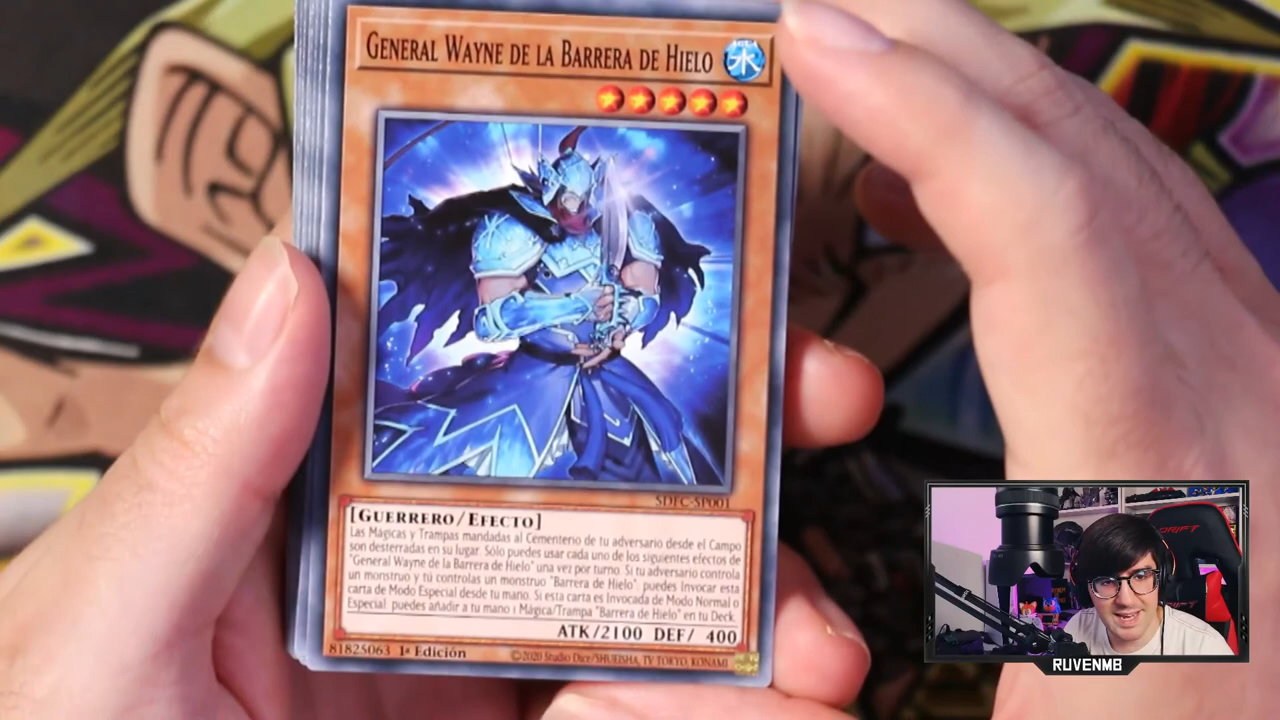 GENERAL WAYNE DE LA BARRERA DE HIELO
AGUA
水
SDFC-SP001
[GUERRERO/EFECTO]
Las Mágicas y Trampas mandadas al Cementerio de tu adversario desde el Campo
son desterradas en su lugar. Sólo puedes usar cada uno de los siguientes efectos de
"General Wayne de la Barrera de Hielo" una vez por turno. Si tu adversario controla
un monstruo y tú controlas un monstruo "Barrera de Hielo": puedes Invocar esta
carta de Modo Especial desde tu mano. Si esta carta es Invocada de Modo Normal o
Especial: puedes añadir a tu mano 1 Mágica/Trampa "Barrera de Hielo" en tu Deck.
ATK/2100 DEF/ 400
81825063 1ª Edición ©2020 Studio Dice/SHUEISHA, TV TOKYO, KONAMI
DRIFT
RUVENMB